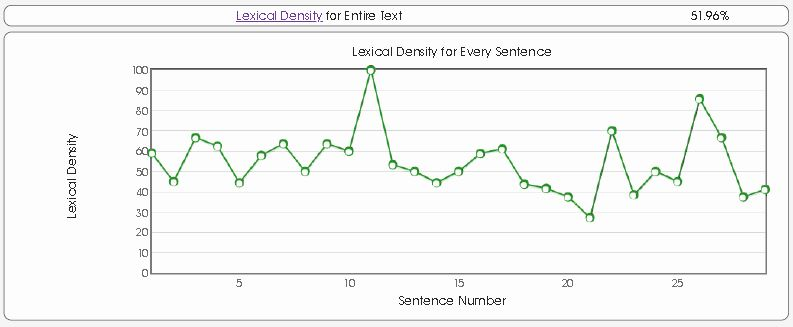 Lexical Density for Entire Text 51.96%
Lexical Density for Every Sentence
100
90
80
70
60
50
40
30
20
10
0
Lexical Density
5 10 15 20 25
Sentence Number